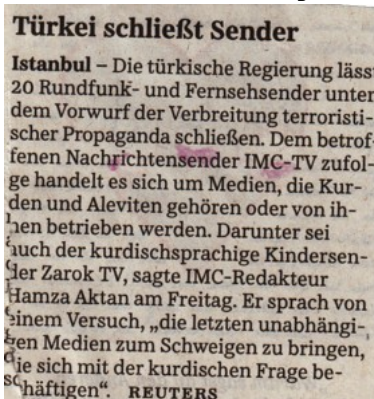 Türkei schließt Sender
Istanbul – Die türkische Regierung lässt
20 Rundfunk- und Fernsehsender unter
dem Vorwurf der Verbreitung terroristi-
scher Propaganda schließen. Dem betrof-
fenen Nachrichtensender IMC-TV zufol-
ge handelt es sich um Medien, die Kur-
den und Aleviten gehören oder von ih-
nen betrieben werden. Darunter sei
auch der kurdischsprachige Kindersen-
der Zarok TV, sagte IMC-Redakteur
Hamza Aktan am Freitag. Er sprach von
einem Versuch, „die letzten unabhängi-
gen Medien zum Schweigen zu bringen,
die sich mit der kurdischen Frage be-
schäftigen“. REUTERS